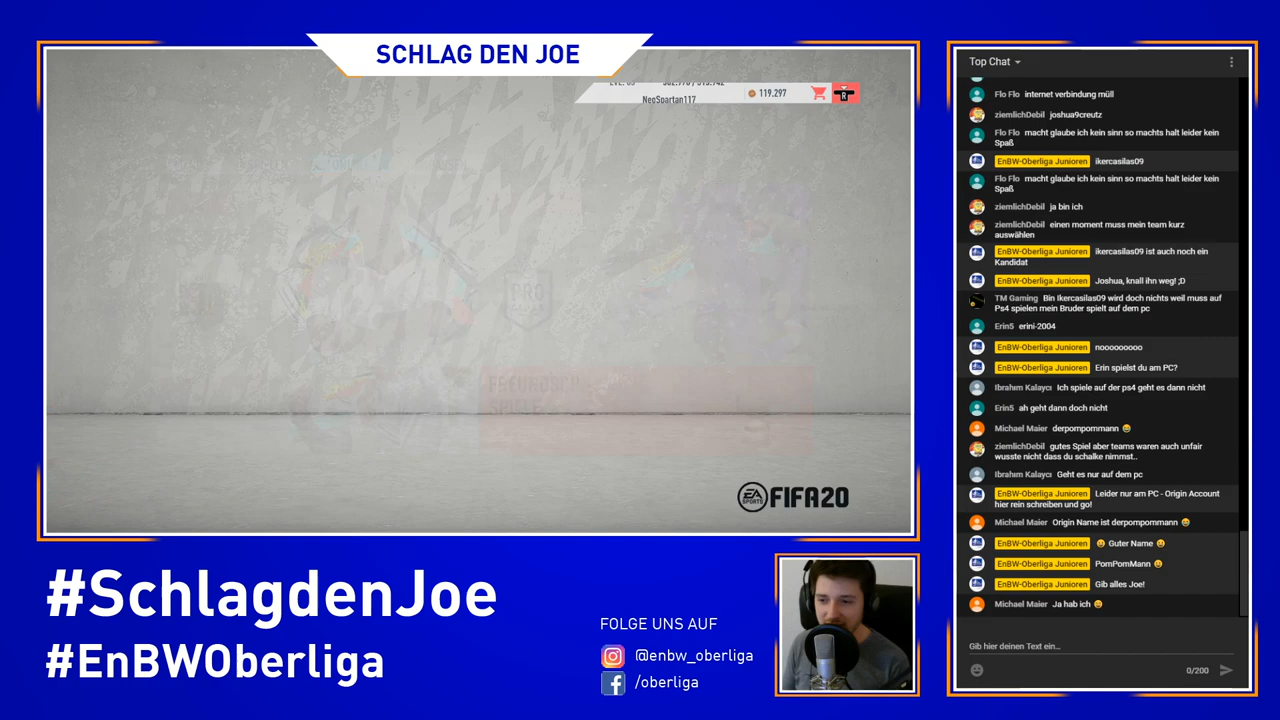 SCHLAG DEN JOE
NeoSpartan117
119.297
R
PRO
FREUNDSCH
SPIELE
EA
SPORTS
FIFA20
#SchlagdenJoe
#EnBWOberliga
FOLGE UNS AUF
@enbw_oberliga
/oberliga
Top Chat
Flo Flo internet verbindung müll
ziemlichDebil joshua9creutz
Flo Flo macht glaube ich kein sinn so machts halt leider kein
Spaß
EnBW-Oberliga Junioren ikercasilas09
Flo Flo macht glaube ich kein sinn so machts halt leider kein
Spaß
ziemlichDebil ja bin ich
ziemlichDebil einen moment muss mein team kurz
auswählen
EnBW-Oberliga Junioren ikercasilas09 ist auch noch ein
Kandidat
EnBW-Oberliga Junioren Joshua, knall ihn weg! ;D
TM Gaming Bin Ikercasilas09 wird doch nichts weil muss auf
Ps4 spielen mein Bruder spielt auf dem pc
Erin5 erini-2004
EnBW-Oberliga Junioren nooooooooo
EnBW-Oberliga Junioren Erin spielst du am PC?
Ibrahım Kalaycı Ich spiele auf der ps4 geht es dann nicht
Erin5 ah geht dann doch nicht
Michael Maier derpompommann 😄
ziemlichDebil gutes Spiel aber teams waren auch unfair
wusste nicht dass du schalke nimmst..
Ibrahım Kalaycı Geht es nur auf dem pc
EnBW-Oberliga Junioren Leider nur am PC - Origin Account
hier rein schreiben und go!
Michael Maier Origin Name ist derpompommann 😄
EnBW-Oberliga Junioren 😃 Guter Name 😃
EnBW-Oberliga Junioren PomPomMann 😃
EnBW-Oberliga Junioren Gib alles Joe!
Michael Maier Ja hab ich 😃
Gib hier deinen Text ein...
0/200